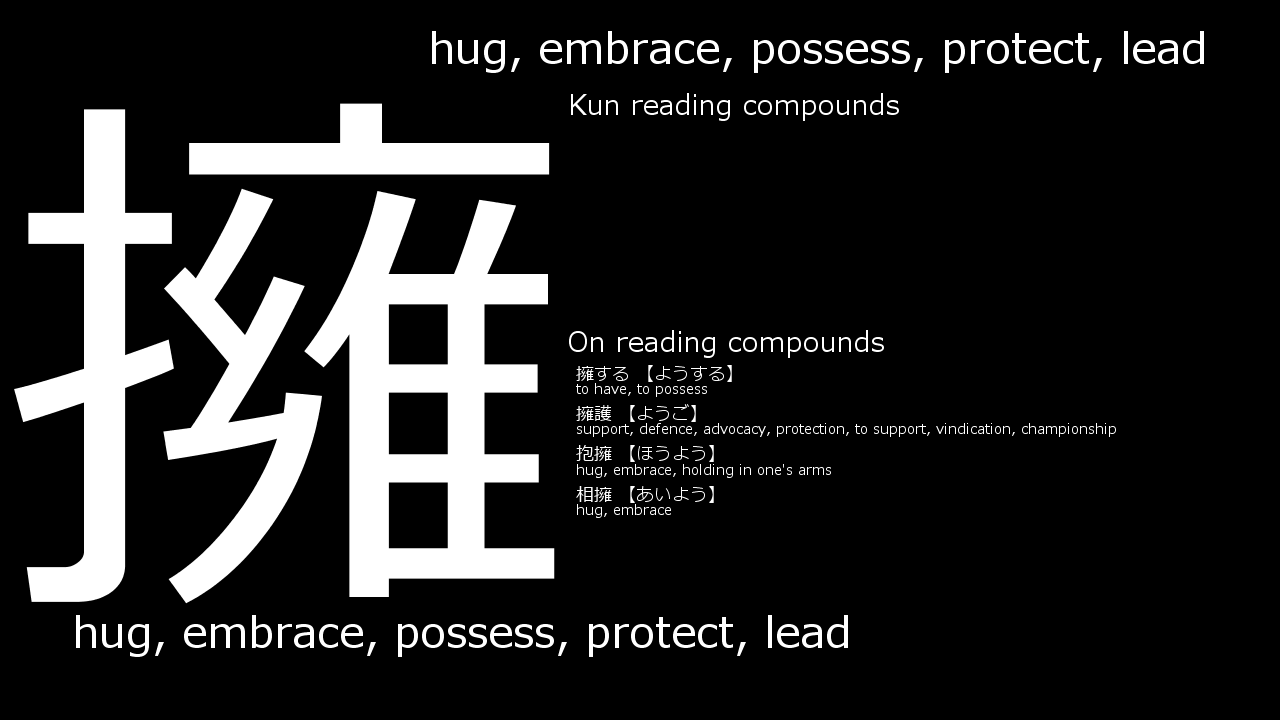 hug, embrace, possess, protect, lead
Kun reading compounds
擁
On reading compounds
擁する 【ようする】
to have, to possess
擁護 【ようご】
support, defence, advocacy, protection, to support, vindication, championship
抱擁 【ほうよう】
hug, embrace, holding in one's arms
相擁 【あいよう】
hug, embrace
hug, embrace, possess, protect, lead